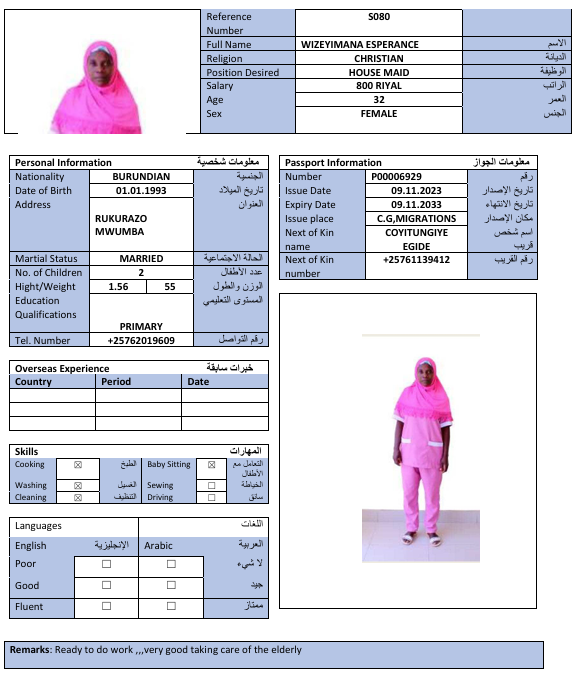 Reference Number S080
Full Name WIZEYIMANA ESPERANCE الاسم
Religion CHRISTIAN الديانة
Position Desired HOUSE MAID الوظيفة
Salary 800 RIYAL الراتب
Age 32 العمر
Sex FEMALE الجنس
Personal Information معلومات شخصية
Nationality BURUNDIAN الجنسية
Date of Birth 01.01.1993 تاريخ الميلاد
Address العنوان
RUKURAZO
MWUMBA
Martial Status MARRIED الحالة الاجتماعية
No. of Children 2 عدد الأطفال
Hight/Weight 1.56 55 الوزن والطول
Education المستوى التعليمي
Qualifications
PRIMARY
Tel. Number +25762019609 رقم التواصل
Passport Information معلومات الجواز
Number P00006929 رقم
Issue Date 09.11.2023 تاريخ الإصدار
Expiry Date 09.11.2033 تاريخ الانتهاء
Issue place C.G,MIGRATIONS مكان الإصدار
Next of Kin COYITUNGIYE اسم شخص
name EGIDE قريب
Next of Kin +25761139412 رقم القريب
number
Overseas Experience خبرات سابقة
Country Period Date
Skills المهارات
Cooking ☒ الطبخ Baby Sitting ☒ التعامل مع الأطفال
Washing ☒ الغسيل Sewing ☐ الخياطة
Cleaning ☒ التنظيف Driving ☐ سائق
Languages اللغات
English الإنجليزية Arabic العربية
Poor ☐ ☐ لا شيء
Good ☐ ☐ جيد
Fluent ☐ ☐ ممتاز
Remarks: Ready to do work ,,,very good taking care of the elderly